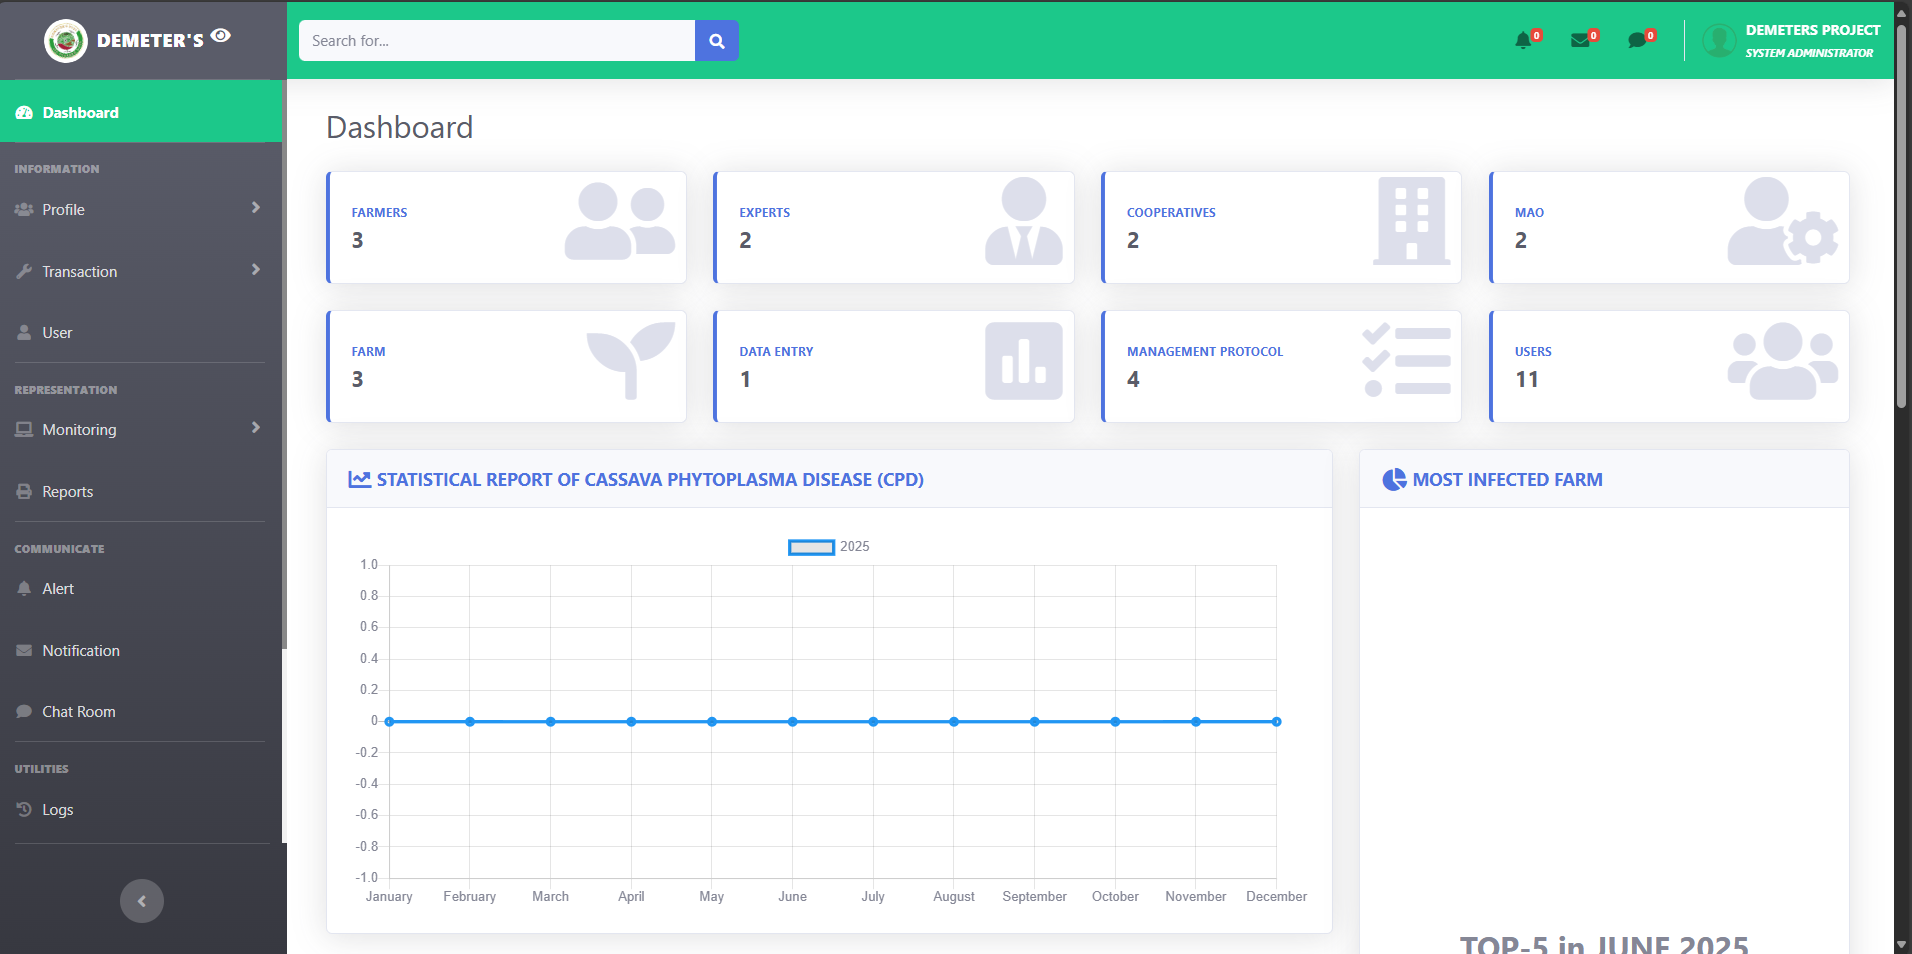 DEMETER'S
Search for...
0
0
0
DEMETERS PROJECT
SYSTEM ADMINISTRATOR
Dashboard
INFORMATION
Profile
Transaction
User
REPRESENTATION
Monitoring
Reports
COMMUNICATE
Alert
Notification
Chat Room
UTILITIES
Logs
Dashboard
FARMERS
3
EXPERTS
2
COOPERATIVES
2
MAO
2
FARM
3
DATA ENTRY
1
MANAGEMENT PROTOCOL
4
USERS
11
STATISTICAL REPORT OF CASSAVA PHYTOPLASMA DISEASE (CPD)
2025
1.0
0.8
0.6
0.4
0.2
0
-0.2
-0.4
-0.6
-0.8
-1.0
January February March April May June July August September October November December
MOST INFECTED FARM
TOP-5 in JUNE 2025